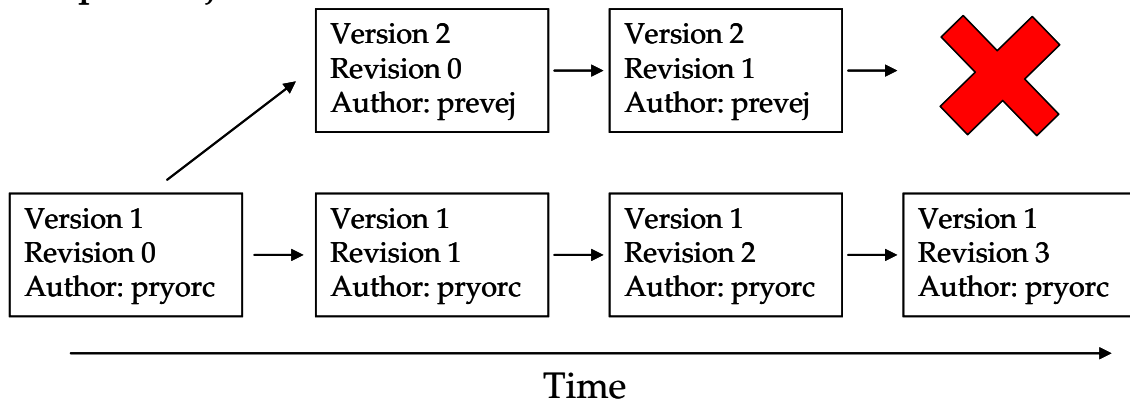 Version 2
Revision 0
Author: prevej
Version 2
Revision 1
Author: prevej
Version 1
Revision 0
Author: pryorc
Version 1
Revision 1
Author: pryorc
Version 1
Revision 2
Author: pryorc
Version 1
Revision 3
Author: pryorc
Time